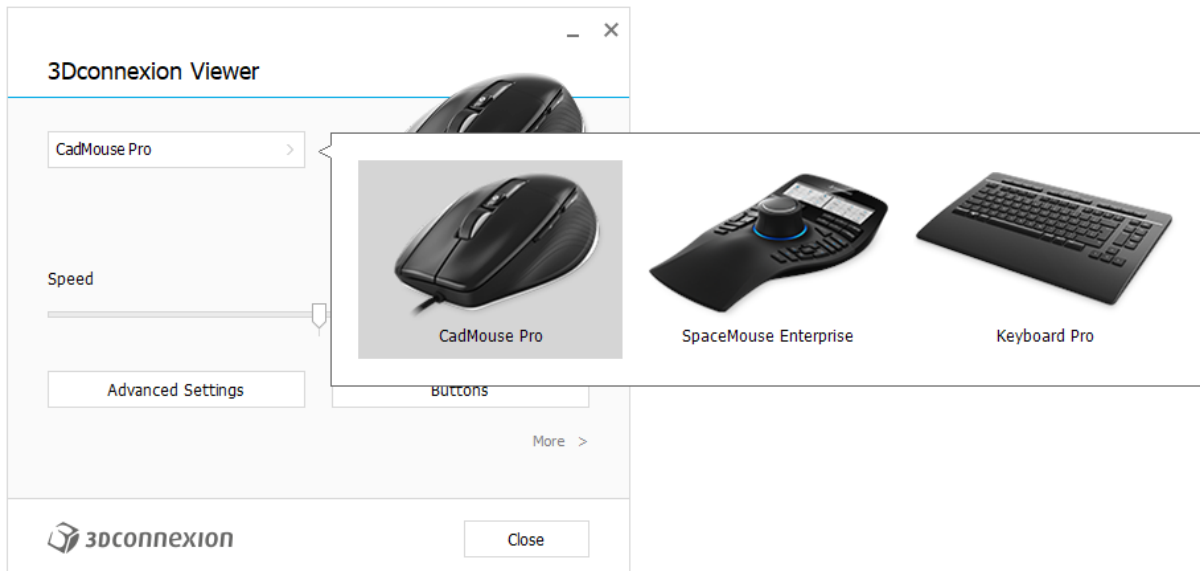 3Dconnexion Viewer
CadMouse Pro
CadMouse Pro
SpaceMouse Enterprise
Keyboard Pro
Speed
Advanced Settings
Buttons
More >
3Dconnexion
Close